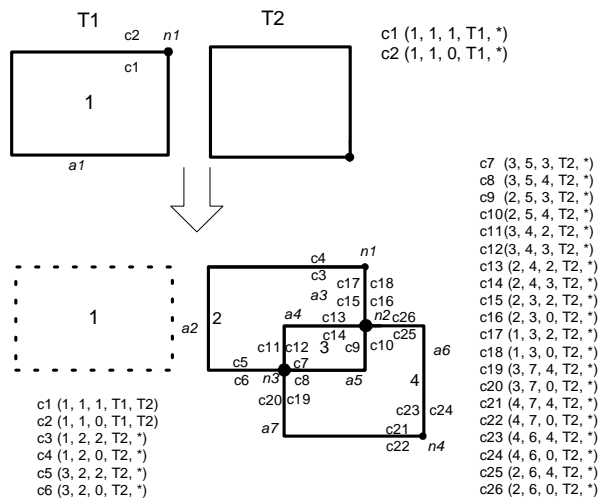 T1
T2
c2 n1
c1
1
a1
c1 (1, 1, 1, T1, *)
c2 (1, 1, 0, T1, *)
1
a2
2
c4
c3
n1
a3
c17 c18
c15 c16
a4
c13
c14
n2
c26
c25
c11 c12
3
c9 c10
a6
c5
c6
n3
c7
c8
a5
4
c20 c19
c23 c24
a7
c21
c22
n4
c1 (1, 1, 1, T1, T2)
c2 (1, 1, 0, T1, T2)
c3 (1, 2, 2, T2, *)
c4 (1, 2, 0, T2, *)
c5 (3, 2, 2, T2, *)
c6 (3, 2, 0, T2, *)
c7 (3, 5, 3, T2, *)
c8 (3, 5, 4, T2, *)
c9 (2, 5, 3, T2, *)
c10 (2, 5, 4, T2, *)
c11 (3, 4, 2, T2, *)
c12 (3, 4, 3, T2, *)
c13 (2, 4, 2, T2, *)
c14 (2, 4, 3, T2, *)
c15 (2, 3, 2, T2, *)
c16 (2, 3, 0, T2, *)
c17 (1, 3, 2, T2, *)
c18 (1, 3, 0, T2, *)
c19 (3, 7, 4, T2, *)
c20 (3, 7, 0, T2, *)
c21 (4, 7, 4, T2, *)
c22 (4, 7, 0, T2, *)
c23 (4, 6, 4, T2, *)
c24 (4, 6, 0, T2, *)
c25 (2, 6, 4, T2, *)
c26 (2, 6, 0, T2, *)